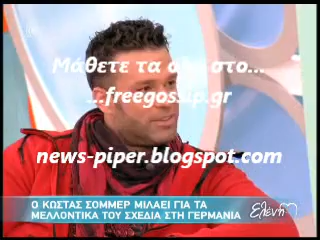 Μάθετε τα όλα στο...
...freegossip.gr
news-piper.blogspot.com
Ο ΚΩΣΤΑΣ ΣΟΜΜΕΡ ΜΙΛΑΕΙ ΓΙΑ ΤΑ
ΜΕΛΛΟΝΤΙΚΑ ΤΟΥ ΣΧΕΔΙΑ ΣΤΗ ΓΕΡΜΑΝΙΑ
Ελένη